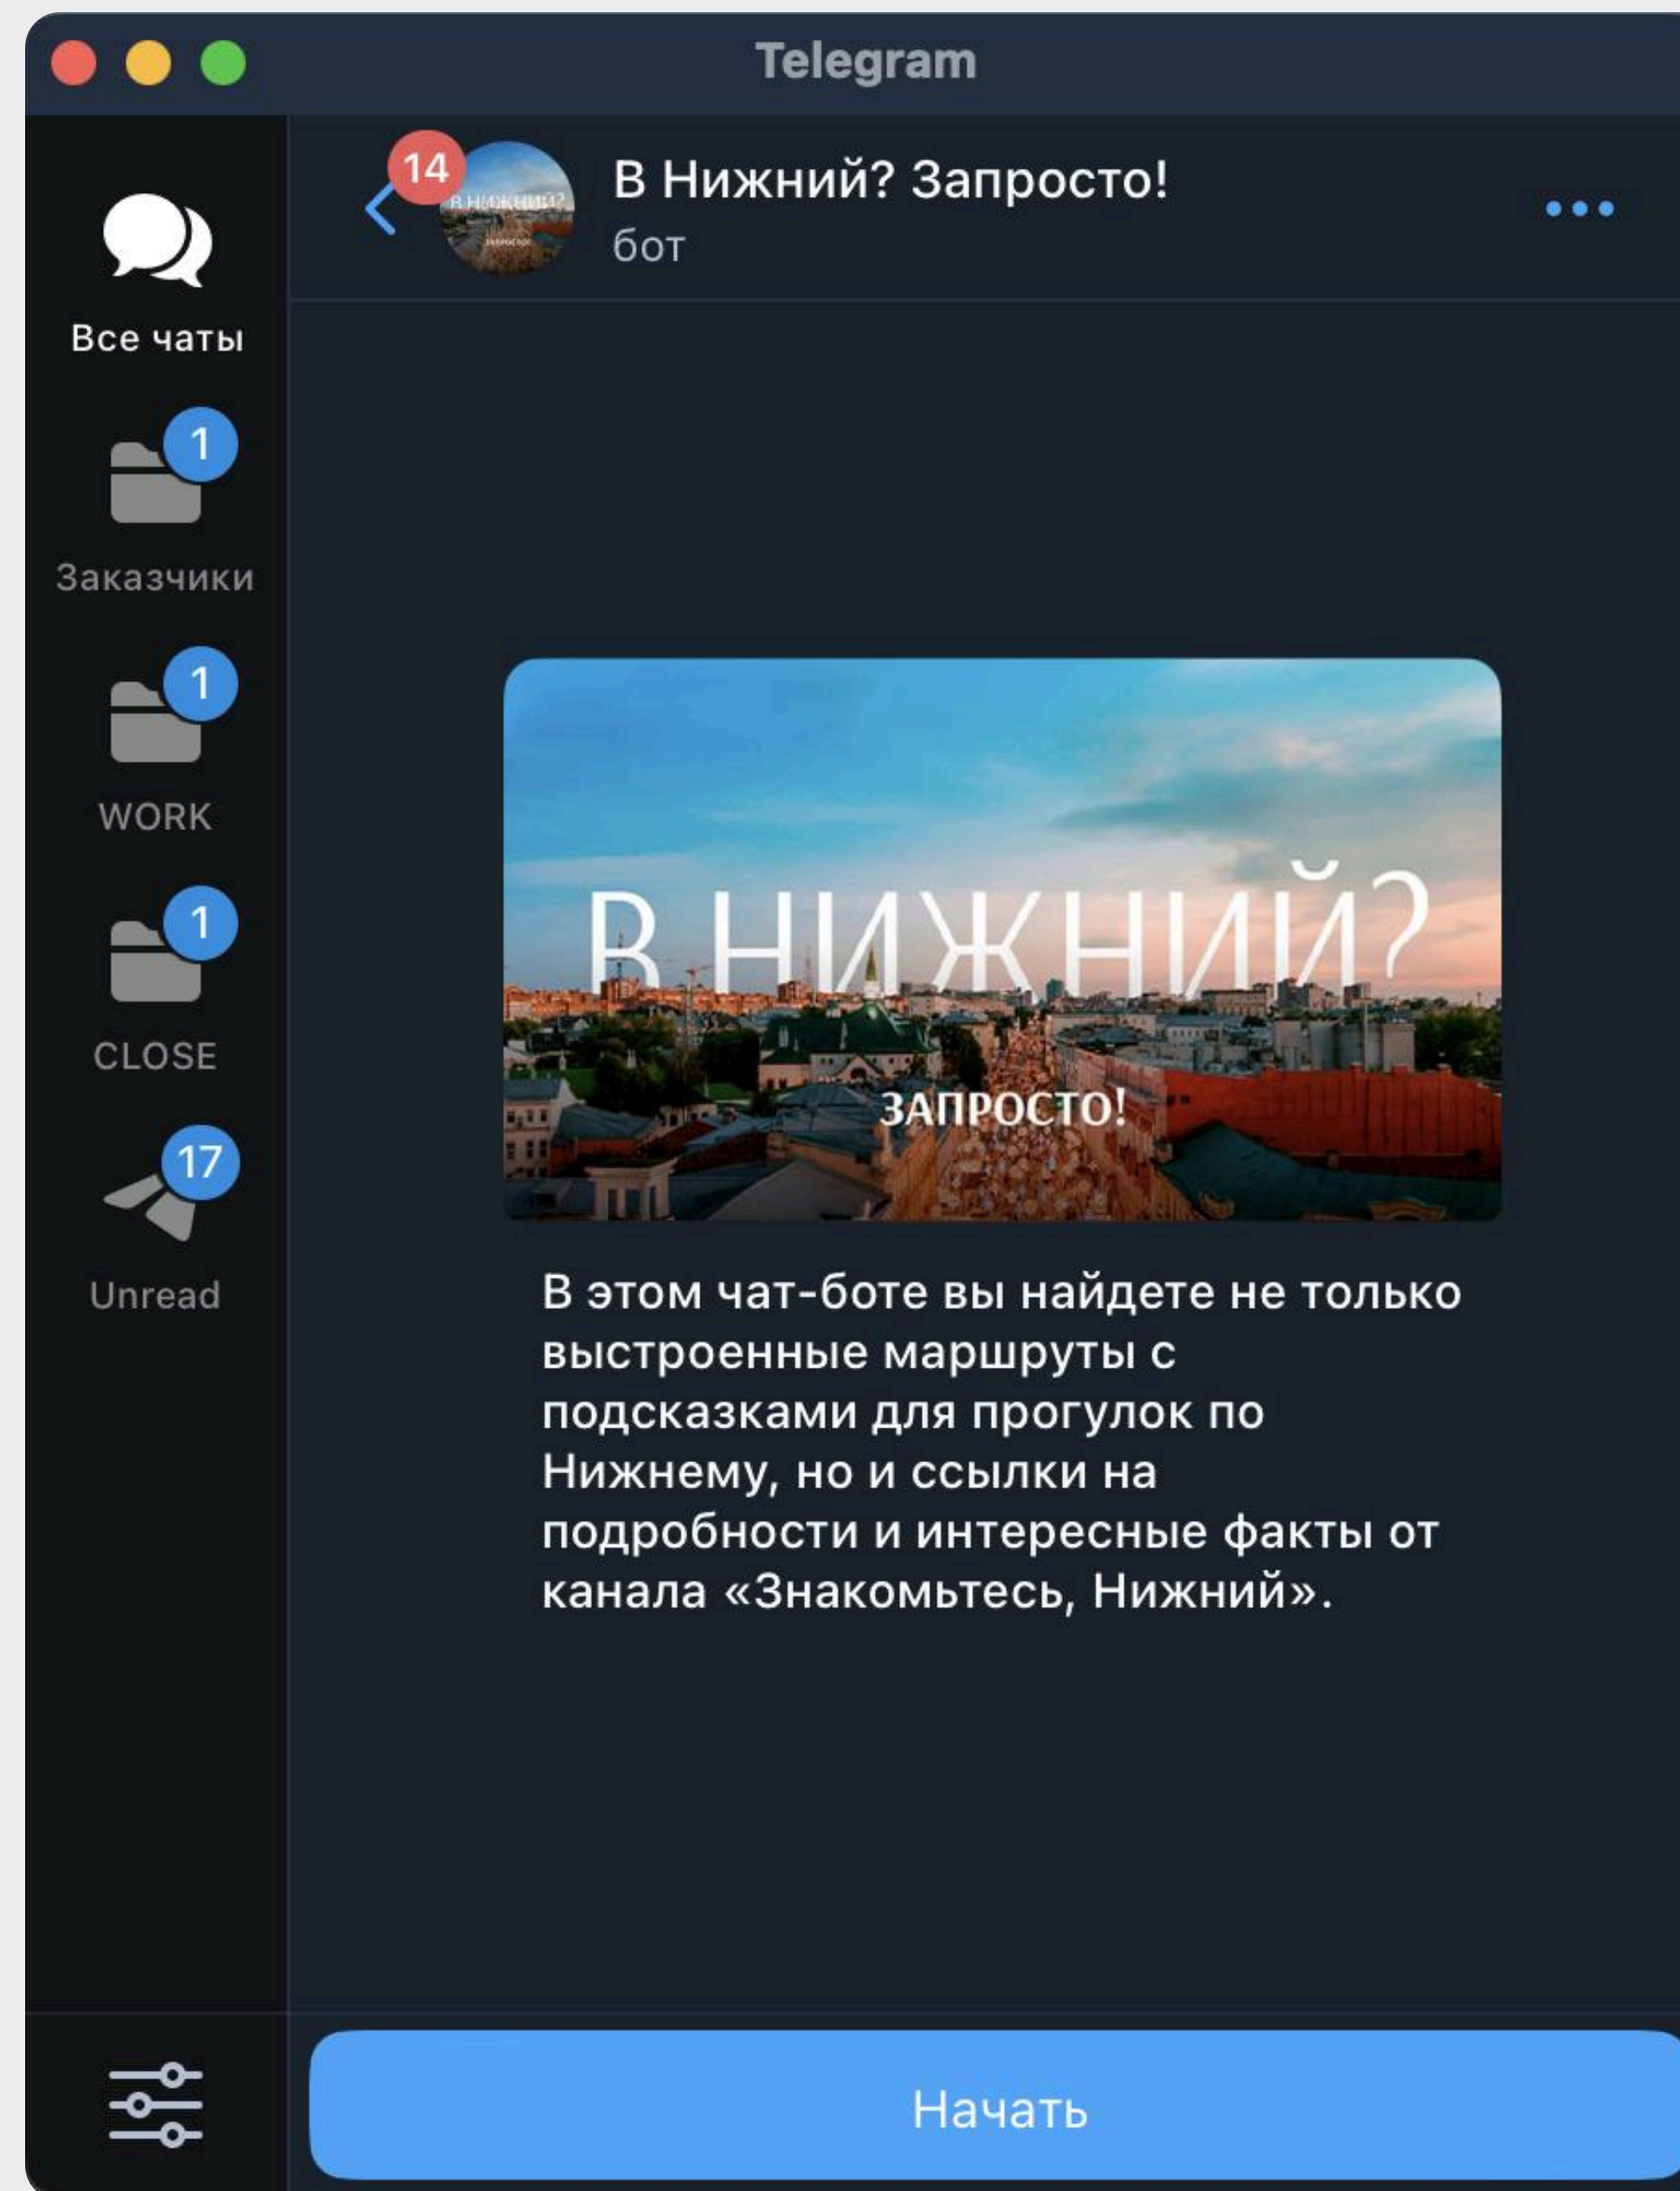 Telegram
14
В НИЖНИЙ?
ЗАПРОСТО!
В Нижний? Запросто!
бот
Все чаты
1
Заказчики
1
WORK
1
CLOSE
17
Unread
В НИЖНИЙ?
ЗАПРОСТО!
В этом чат-боте вы найдете не только
выстроенные маршруты с
подсказками для прогулок по
Нижнему, но и ссылки на
подробности и интересные факты от
канала «Знакомьтесь, Нижний».
Начать